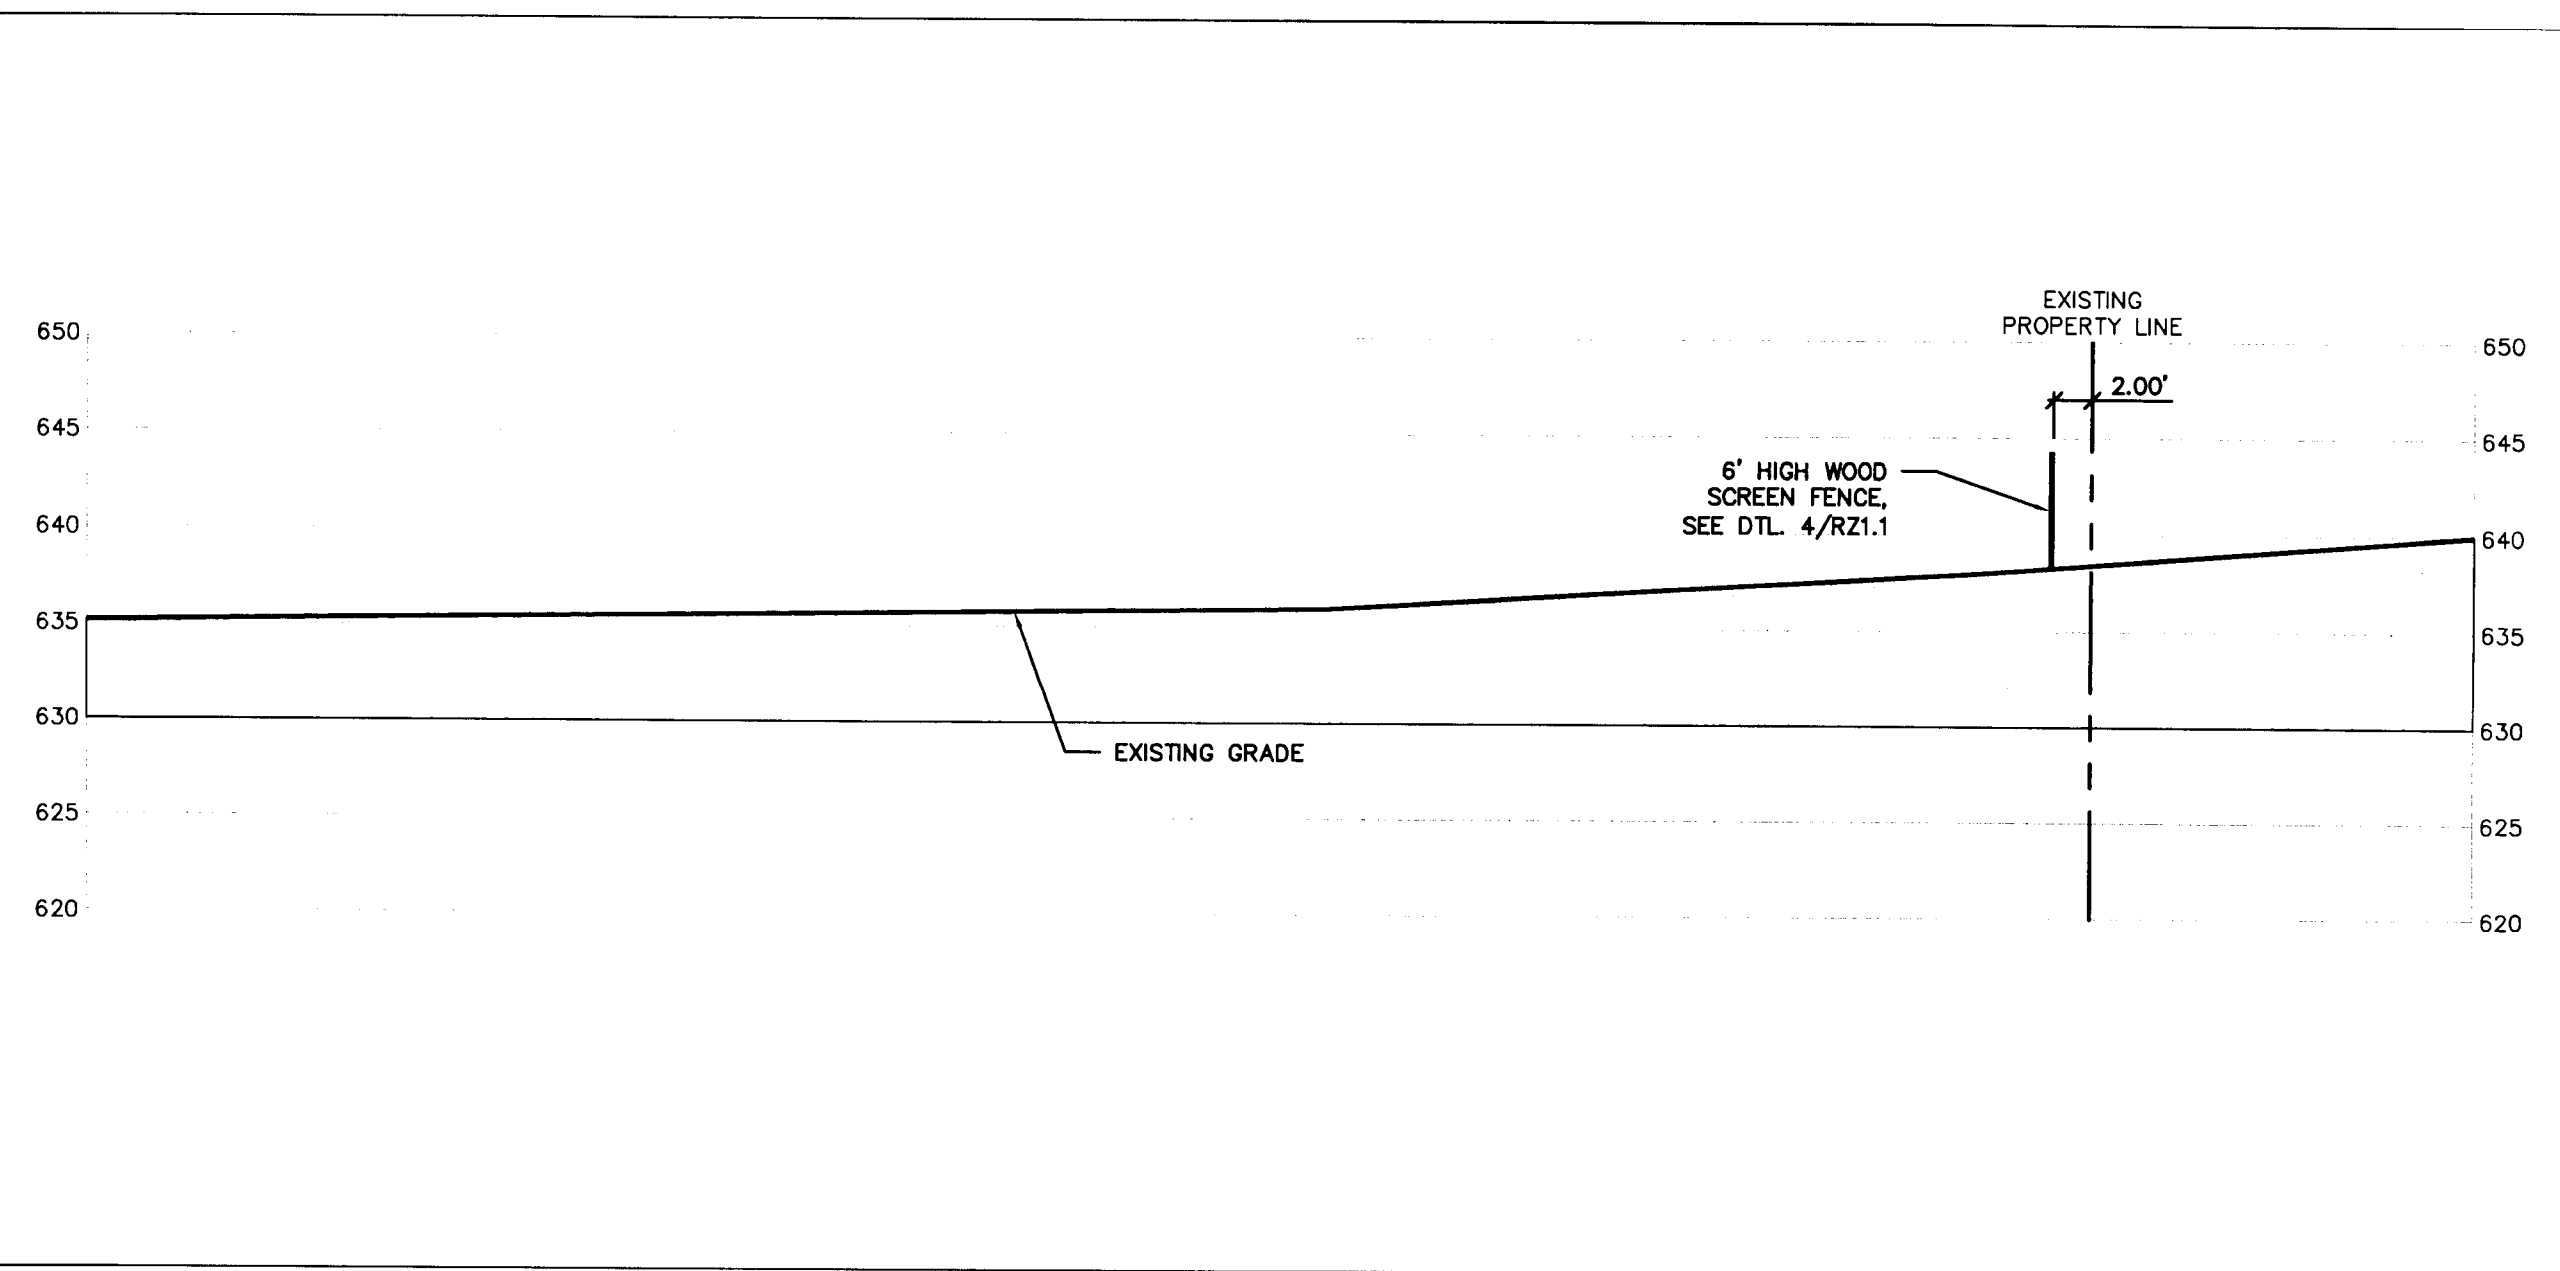 EXISTING
PROPERTY LINE
650
650
2.00'
645
645
6' HIGH WOOD
SCREEN FENCE,
SEE DTL. 4/RZ1.1
640
640
635
635
630
630
EXISTING GRADE
625
625
620
620